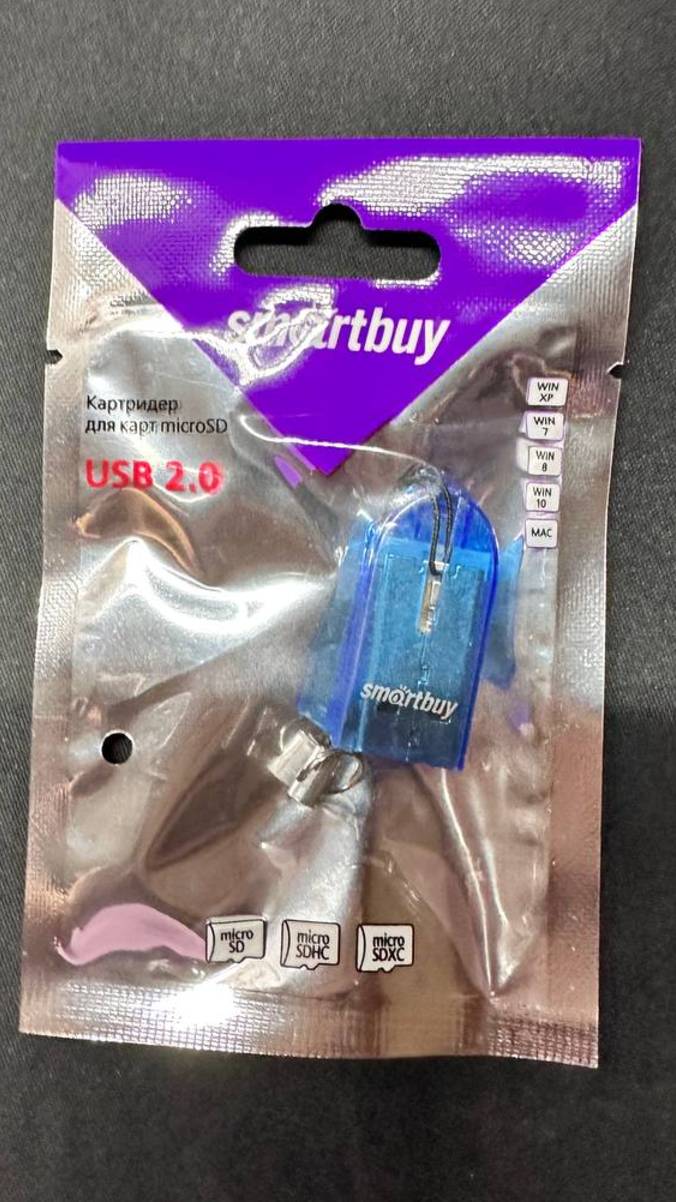 smartbuy
Картридер
для карт microSD
USB 2.0
WIN
XP
WIN
7
WIN
8
WIN
10
MAC
smartbuy
micro
SD
micro
SDHC
micro
SDXC